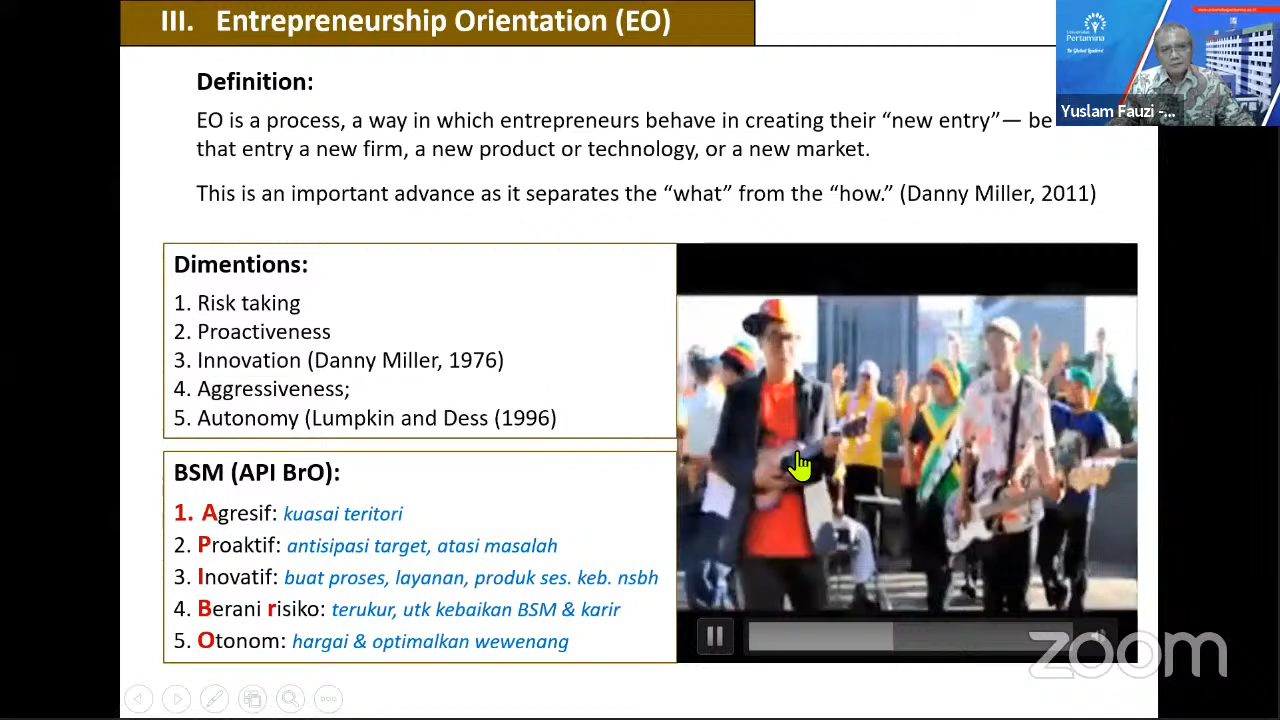 III. Entrepreneurship Orientation (EO)
Universitas
Pertamina
Yuslam Fauzi -...
Definition:
EO is a process, a way in which entrepreneurs behave in creating their “new entry”— be
that entry a new firm, a new product or technology, or a new market.
This is an important advance as it separates the “what” from the “how.” (Danny Miller, 2011)
Dimentions:
1. Risk taking
2. Proactiveness
3. Innovation (Danny Miller, 1976)
4. Aggressiveness;
5. Autonomy (Lumpkin and Dess (1996)
BSM (API BrO):
1. Agresif: kuasai teritori
2. Proaktif: antisipasi target, atasi masalah
3. Inovatif: buat proses, layanan, produk ses. keb. nsbh
4. Berani risiko: terukur, utk kebaikan BSM & karir
5. Otonom: hargai & optimalkan wewenang
zoom